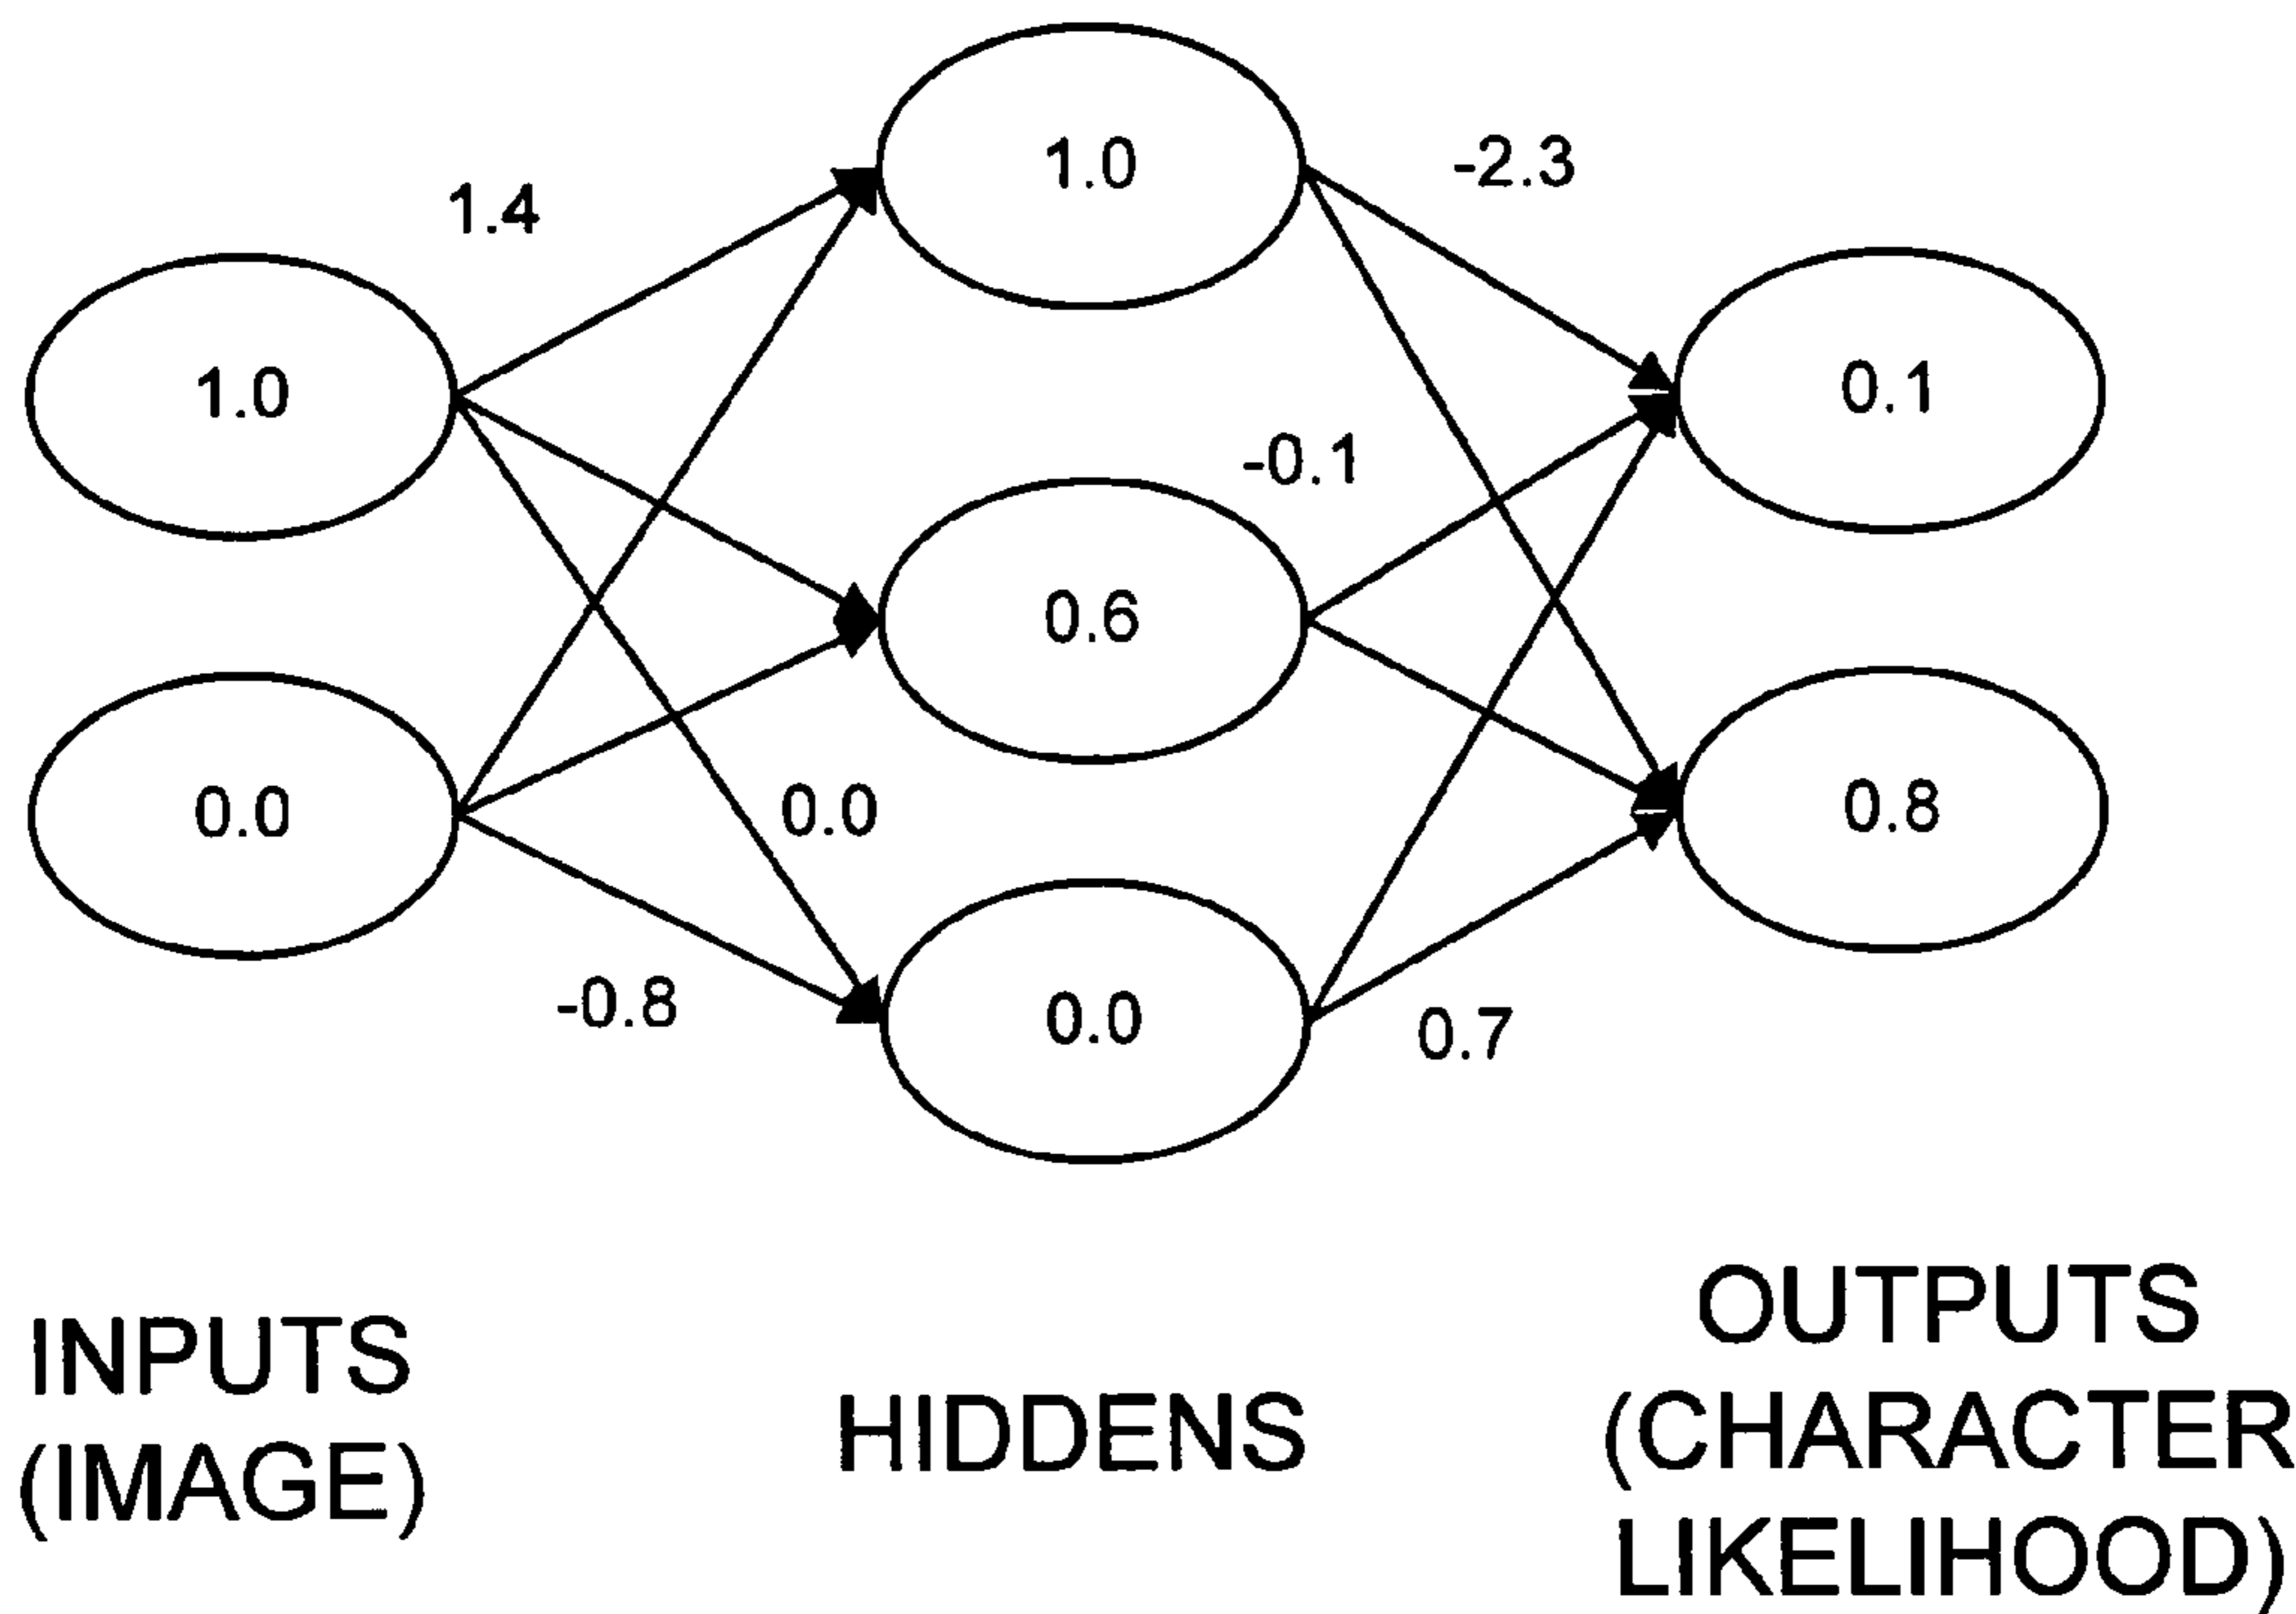 1.0
-2.3
1.4
1.0
0.1
-0.1
0.6
0.0
0.0
0.8
-0.8
0.0
0.7
INPUTS
(IMAGE)
HIDDENS
OUTPUTS
(CHARACTER
LIKELIHOOD)